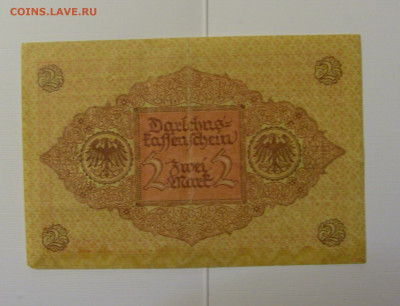 COINS.LAVE.RU
2 2
Darlehns=
kassenschein
2 Zwei 2
Mark
2 2